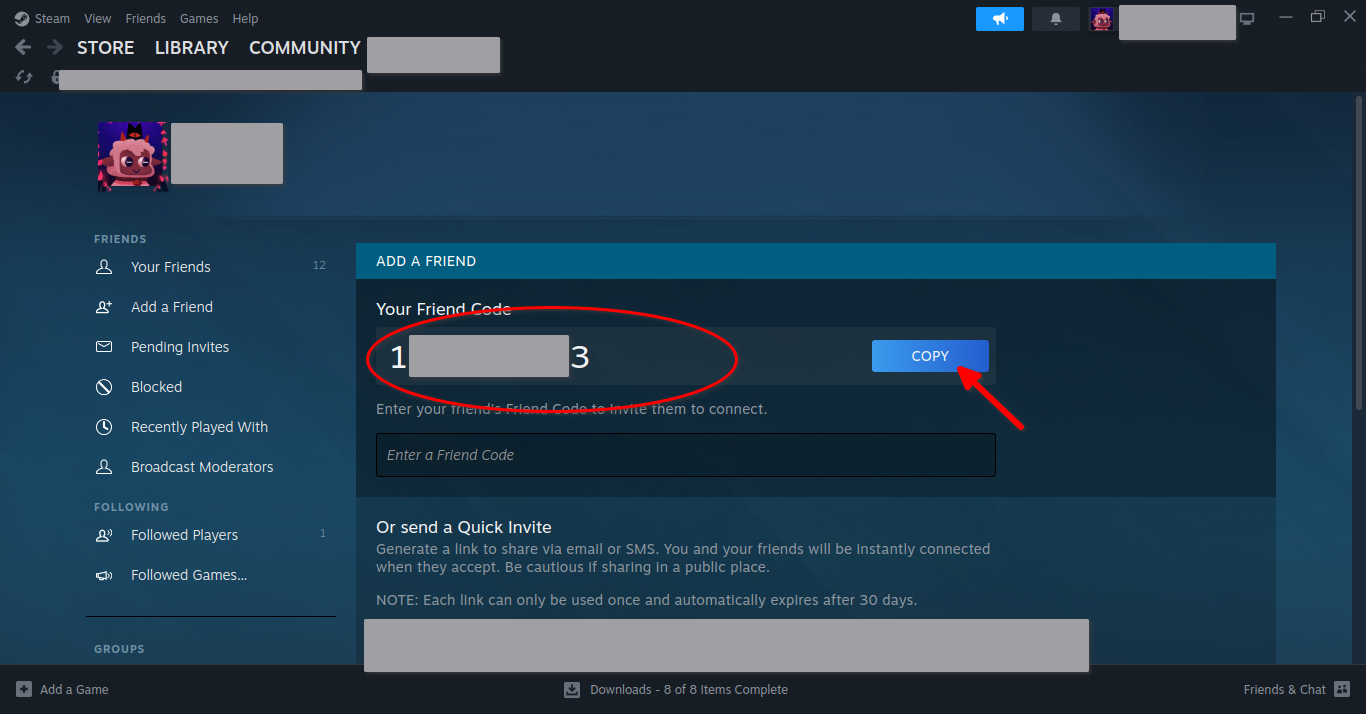 Steam View Friends Games Help
STORE LIBRARY COMMUNITY
FRIENDS
Your Friends 12
Add a Friend
Pending Invites
Blocked
Recently Played With
Broadcast Moderators
FOLLOWING
Followed Players 1
Followed Games...
GROUPS
ADD A FRIEND
Your Friend Code
1 3 COPY
Enter your friend's Friend Code to invite them to connect.
Enter a Friend Code
Or send a Quick Invite
Generate a link to share via email or SMS. You and your friends will be instantly connected
when they accept. Be cautious if sharing in a public place.
NOTE: Each link can only be used once and automatically expires after 30 days.
Add a Game Downloads - 8 of 8 Items Complete Friends & Chat